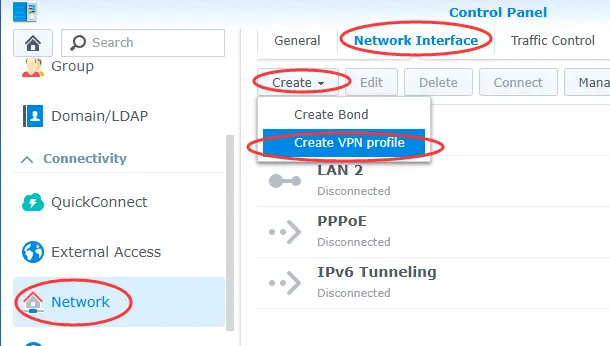 Control Panel
Search
General
Network Interface
Traffic Control
Group
Create
Edit
Delete
Connect
Mana
Create Bond
Create VPN profile
Domain/LDAP
Connectivity
LAN 2
Disconnected
QuickConnect
PPPoE
Disconnected
External Access
IPv6 Tunneling
Disconnected
Network